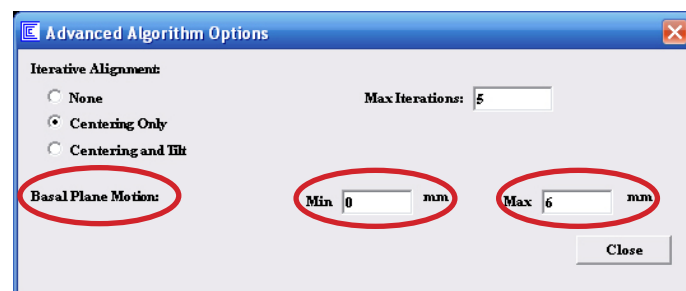 Advanced Algorithm Options
Iterative Alignment:
None
Max Iterations: 5
Centering Only
Centering and Tilt
Basal Plane Motion: Min 0 mm Max 6 mm
Close